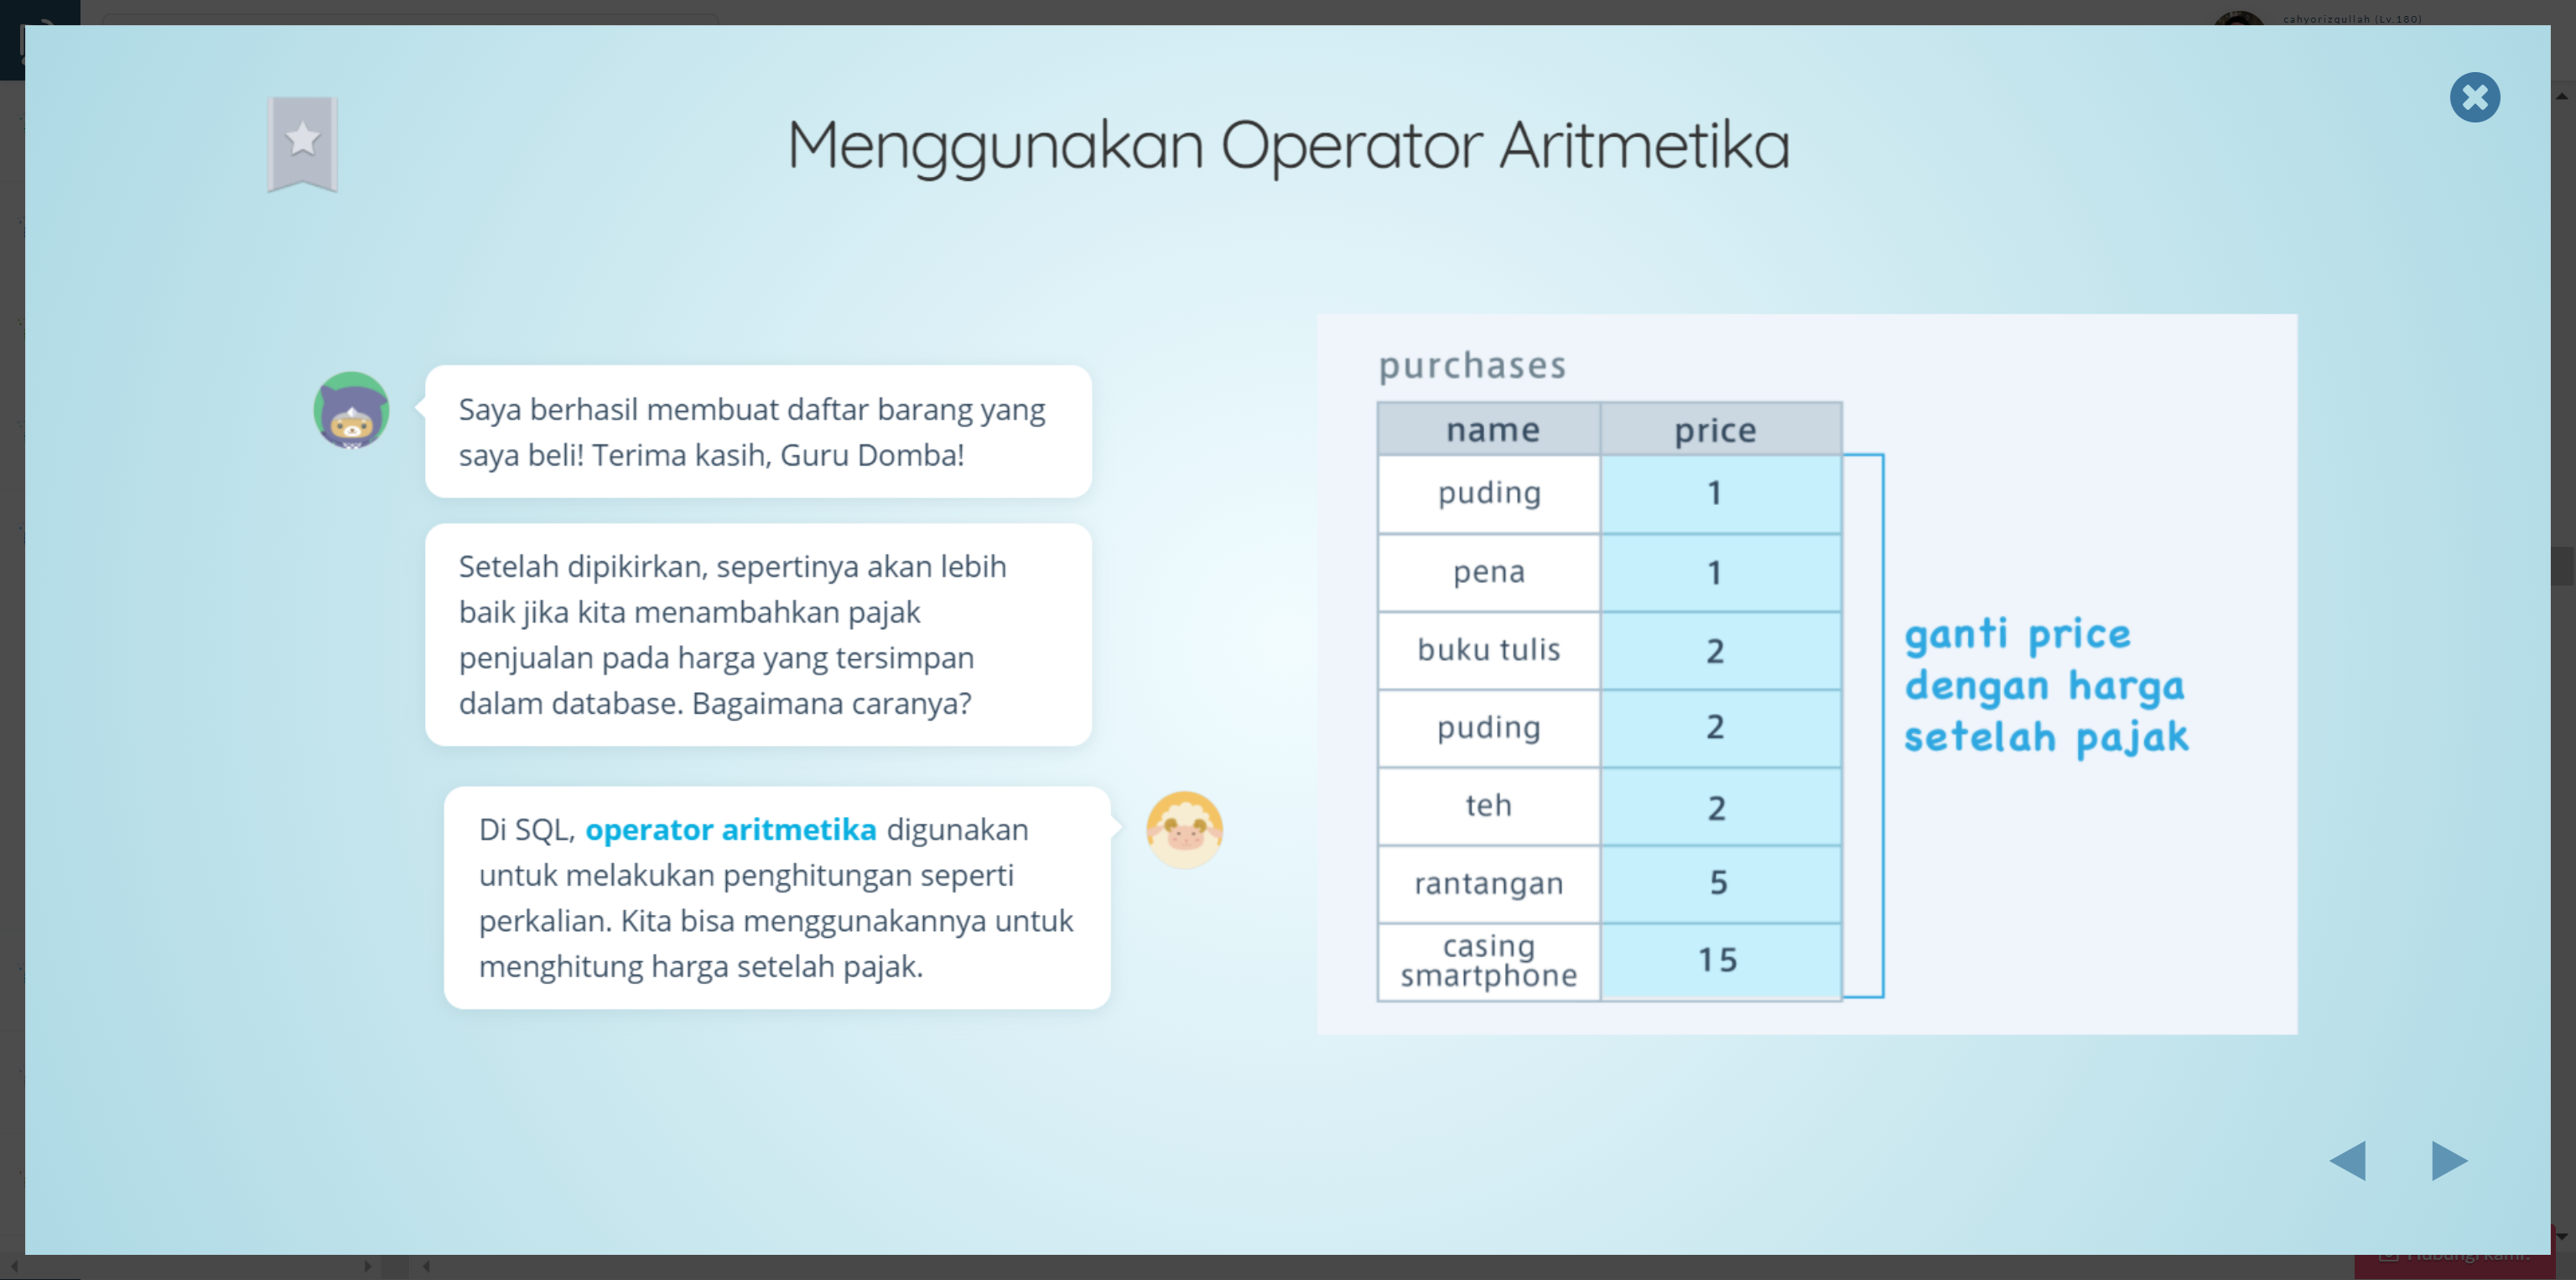 cahyorizqullah (Lv.180)
Menggunakan Operator Aritmetika
Saya berhasil membuat daftar barang yang
saya beli! Terima kasih, Guru Domba!
Setelah dipikirkan, sepertinya akan lebih
baik jika kita menambahkan pajak
penjualan pada harga yang tersimpan
dalam database. Bagaimana caranya?
Di SQL, operator aritmetika digunakan
untuk melakukan penghitungan seperti
perkalian. Kita bisa menggunakannya untuk
menghitung harga setelah pajak.
purchases
name price
puding 1
pena 1
buku tulis 2
puding 2
teh 2
rantangan 5
casing
smartphone 15
ganti price
dengan harga
setelah pajak
Hubungi kami!